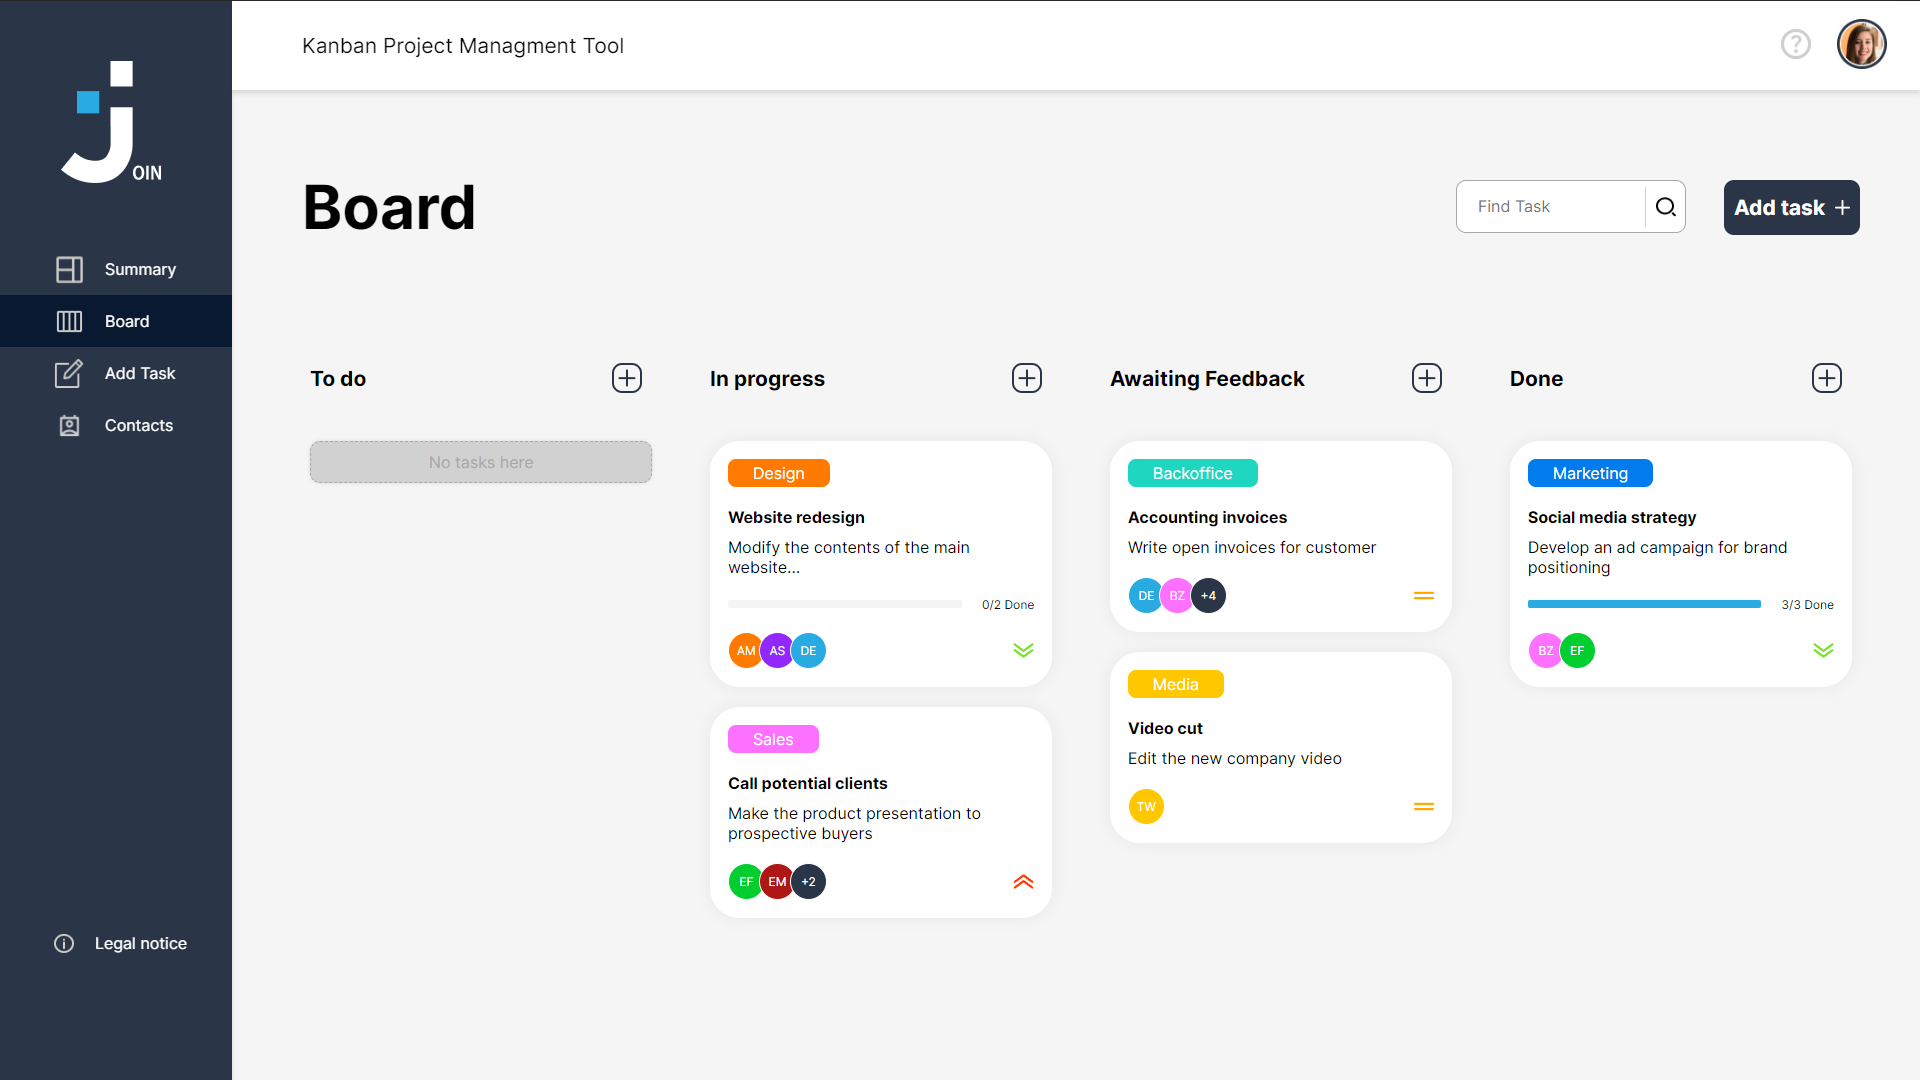 Kanban Project Managment Tool
OIN
Summary
Board
Add Task
Contacts
Legal notice
Board
Find Task
Add task +
To do
No tasks here
In progress
Design
Website redesign
Modify the contents of the main
website...
0/2 Done
AM AS DE
Sales
Call potential clients
Make the product presentation to
prospective buyers
EF EM +2
Awaiting Feedback
Backoffice
Accounting invoices
Write open invoices for customer
DE BZ +4
Media
Video cut
Edit the new company video
TW
Done
Marketing
Social media strategy
Develop an ad campaign for brand
positioning
3/3 Done
BZ EF